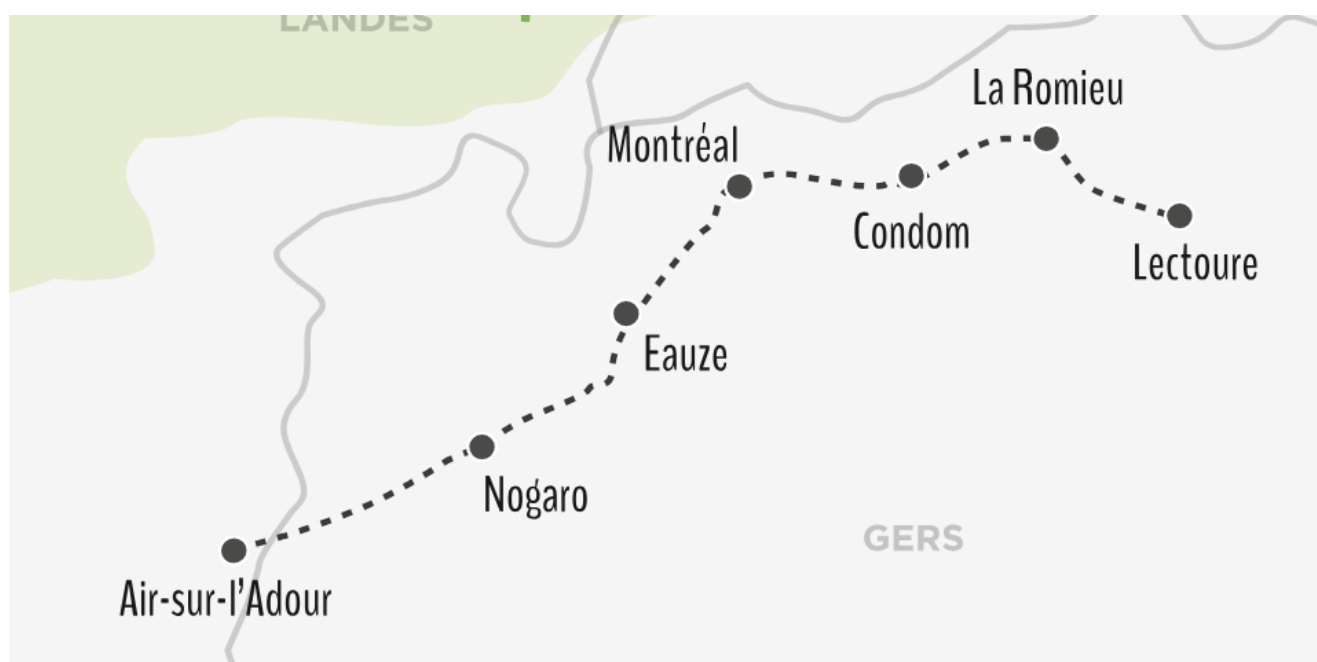 LANDES
La Romieu
Montréal
Condom
Lectoure
Eauze
Nogaro
GERS
Air-sur-l'Adour